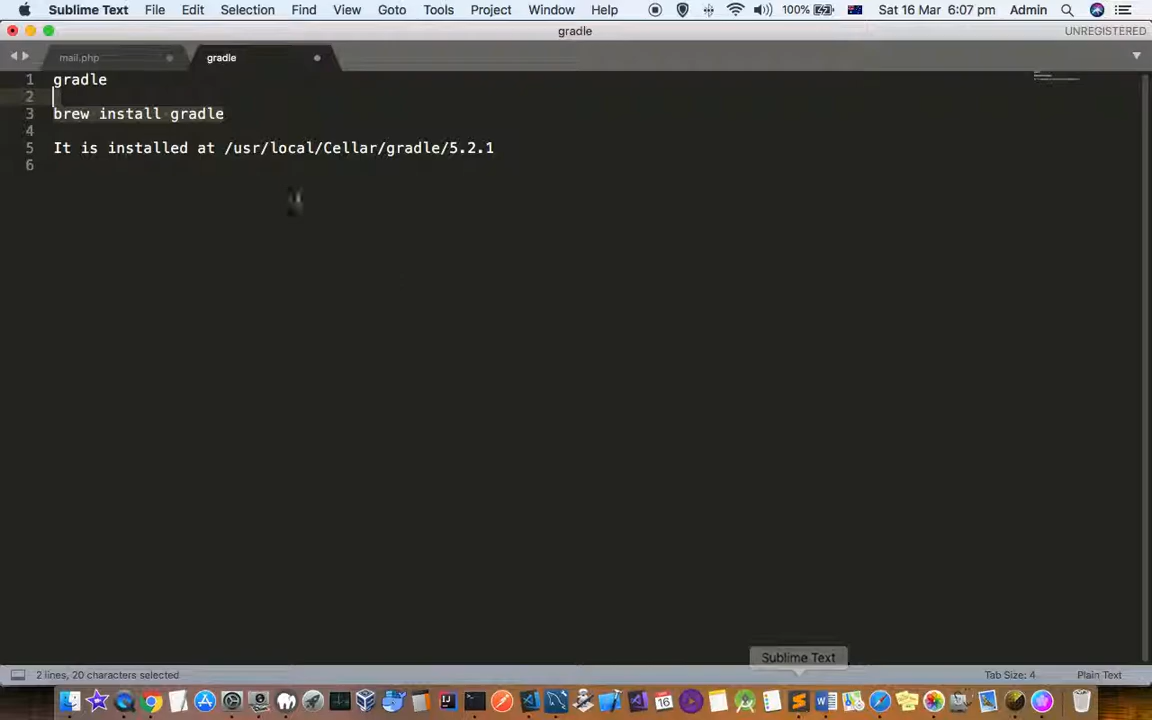 Sublime Text File Edit Selection Find View Goto Tools Project Window Help 100% Sat 16 Mar 6:07 pm Admin
gradle UNREGISTERED
mail.php gradle
1 gradle
2
3 brew install gradle
4
5 It is installed at /usr/local/Cellar/gradle/5.2.1
6
Sublime Text
2 lines, 20 characters selected Tab Size: 4 Plain Text
16